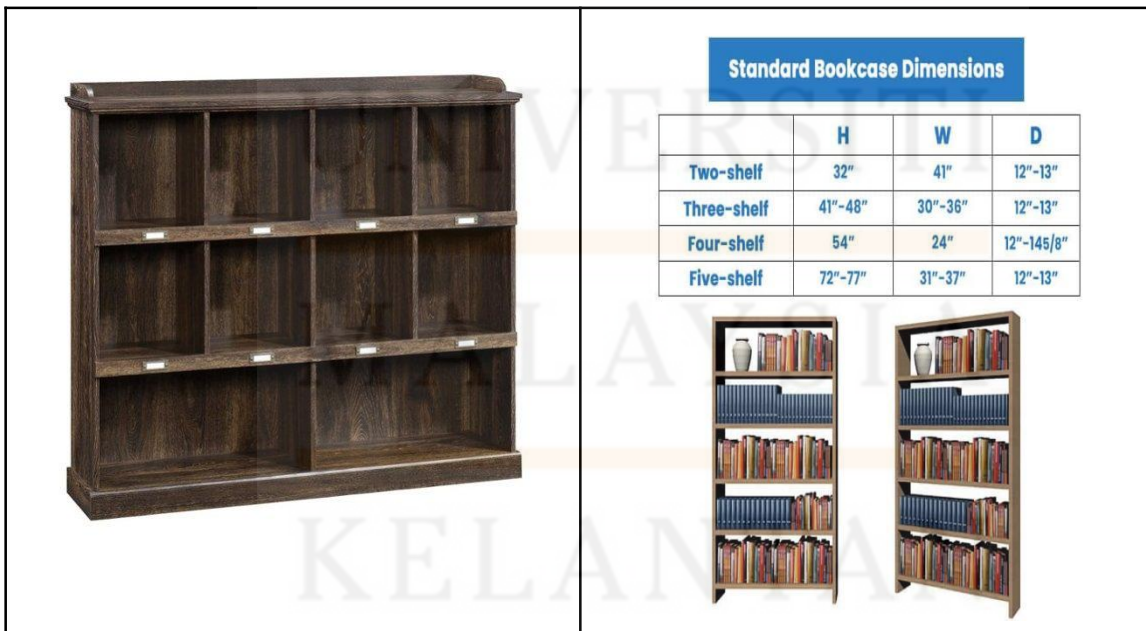 Standard Bookcase Dimensions
H W D
Two-shelf 32" 41" 12"-13"
Three-shelf 41"-48" 30"-36" 12"-13"
Four-shelf 54" 24" 12"-145/8"
Five-shelf 72"-77" 31"-37" 12"-13"
UNIVERSITI
MALAYSIA
KELANTAN